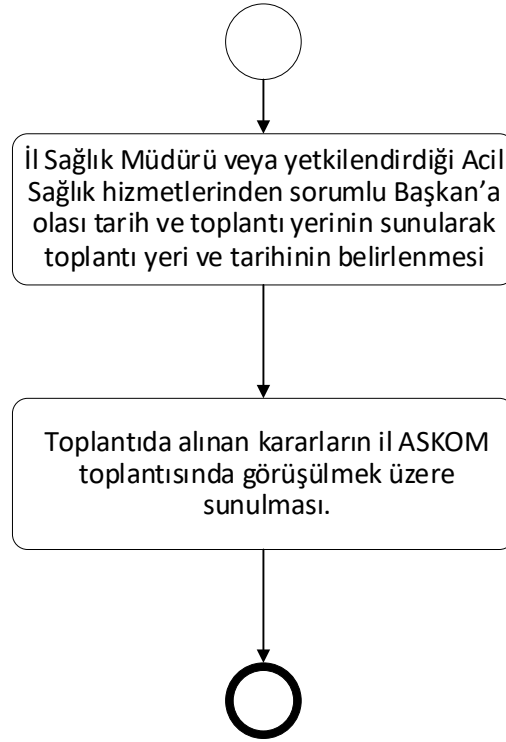 İl Sağlık Müdürü veya yetkilendirdiği Acil
Sağlık hizmetlerinden sorumlu Başkan’a
olası tarih ve toplantı yerinin sunularak
toplantı yeri ve tarihinin belirlenmesi
Toplantıda alınan kararların il ASKOM
toplantısında görüşülmek üzere
sunulması.